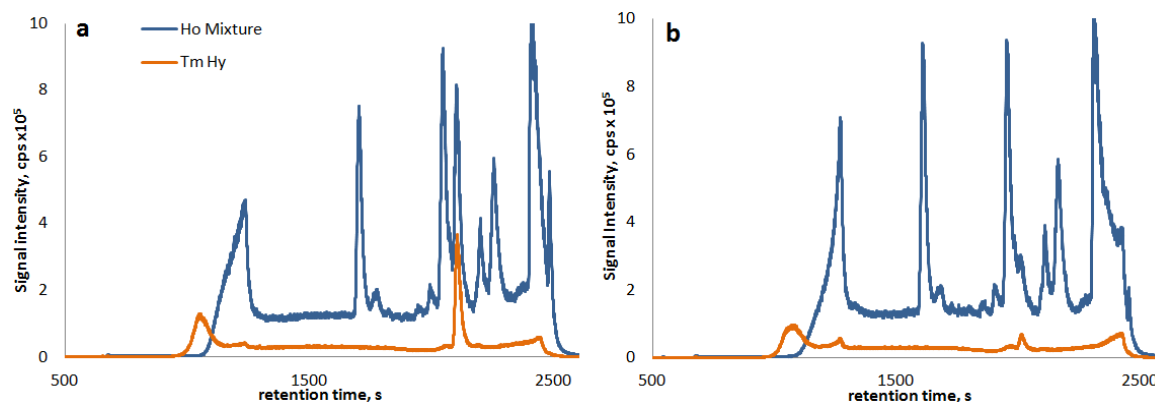 a
Ho Mixture
Tm Hy
Signal intensity, cps x10⁵
10
8
6
4
2
0
500
1500
2500
retention time, s
b
Signal Intensity, cps x 10⁵
10
8
6
4
2
0
500
1500
2500
retention time, s